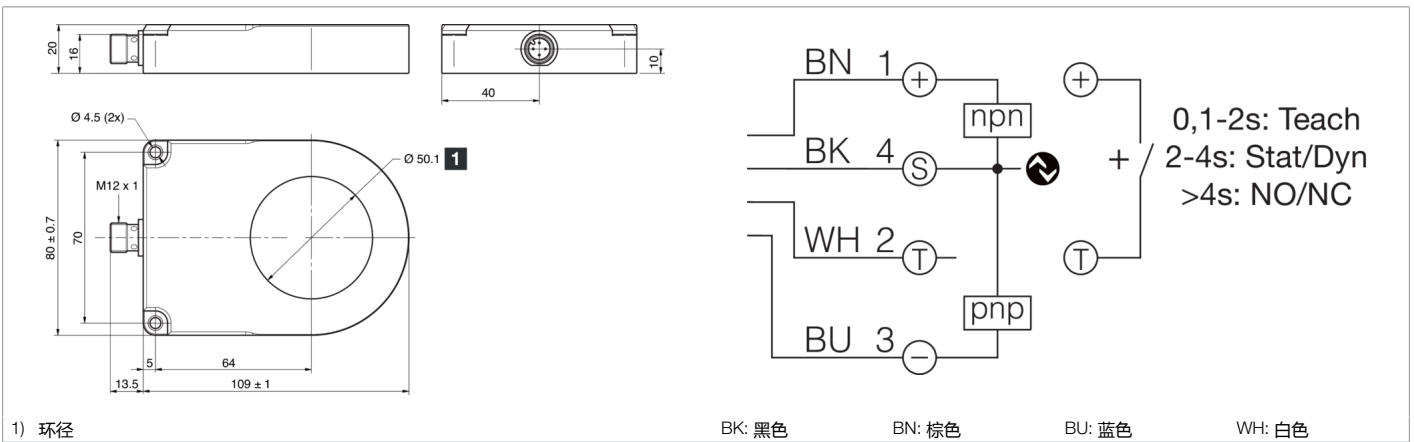 20
16
40
10
Ø 4.5 (2x)
Ø 50.1 1
M12 x 1
80 ± 0.7
70
5
64
13.5
109 ± 1
BN 1 +
npn
BK 4 S
WH 2 T
pnp
BU 3 −
+
+
T
0,1-2s: Teach
2-4s: Stat/Dyn
>4s: NO/NC
1) 环径
BK: 黑色 BN: 棕色 BU: 蓝色 WH: 白色